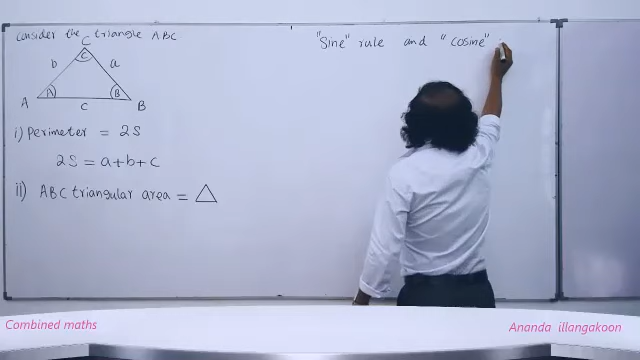 Consider the triangle ABC
C
C
b
a
A
A
B
B
c
i) Perimeter = 2S
2S = a+b+c
ii) ABC triangular area = △
"Sine" rule and "cosine"
Combined maths
Ananda illangakoon